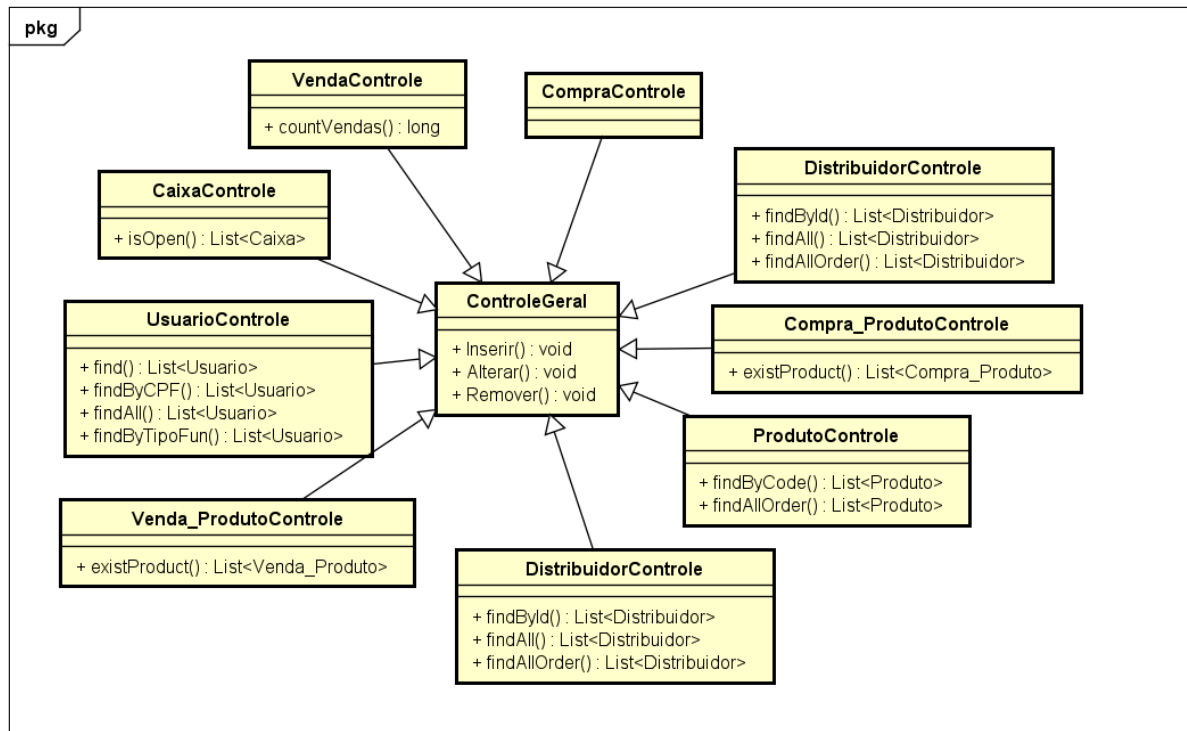 pkg
VendaControle
+ countVendas() : long
CompraControle
CaixaControle
+ isOpen() : List<Caixa>
DistribuidorControle
+ findById() : List<Distribuidor>
+ findAll() : List<Distribuidor>
+ findAllOrder() : List<Distribuidor>
ControleGeral
+ Inserir() : void
+ Alterar() : void
+ Remover() : void
UsuarioControle
+ find() : List<Usuario>
+ findByCPF() : List<Usuario>
+ findAll() : List<Usuario>
+ findByTipoFun() : List<Usuario>
Compra_ProdutoControle
+ existProduct() : List<Compra_Produto>
ProdutoControle
+ findByCode() : List<Produto>
+ findAllOrder() : List<Produto>
Venda_ProdutoControle
+ existProduct() : List<Venda_Produto>
DistribuidorControle
+ findById() : List<Distribuidor>
+ findAll() : List<Distribuidor>
+ findAllOrder() : List<Distribuidor>